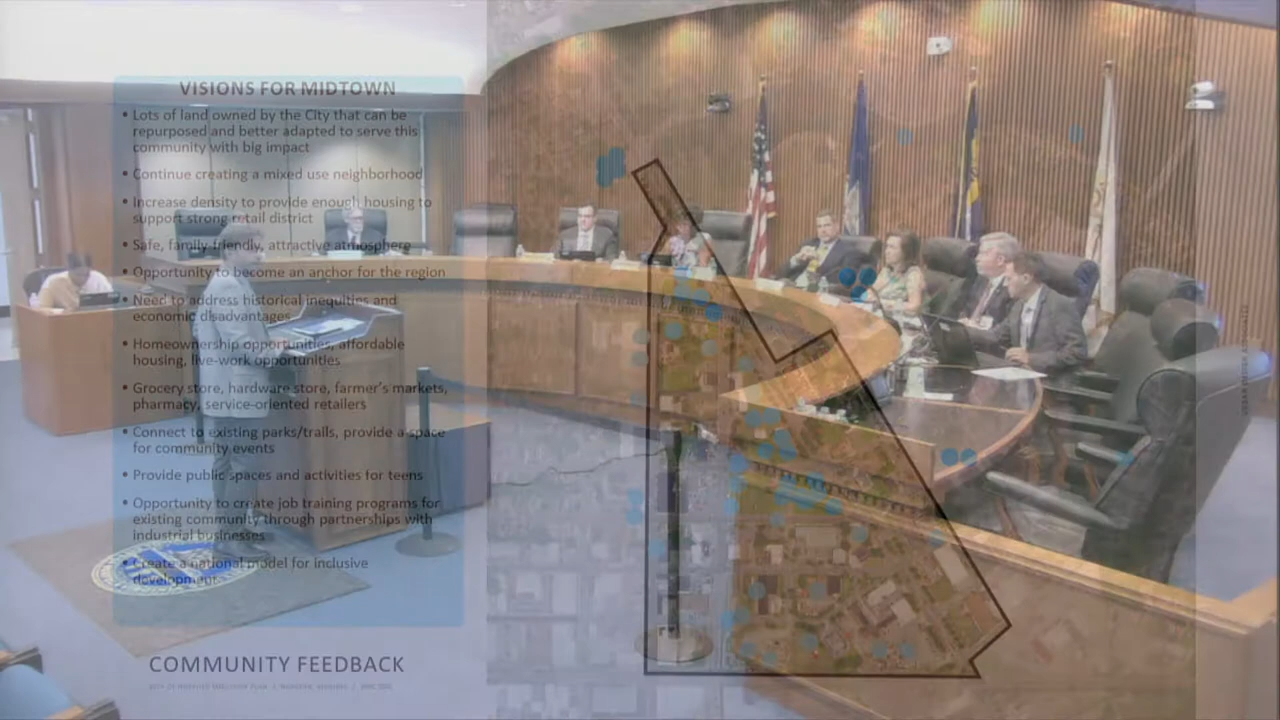 VISIONS FOR MIDTOWN
• Lots of land owned by the City that can be
repurposed and better adapted to serve this
community with big impact
• Continue creating a mixed use neighborhood
• Increase density to provide enough housing to
support strong retail district
• Safe, family-friendly, attractive atmosphere
• Opportunity to become an anchor for the region
• Need to address historical inequities and
economic disadvantages
• Homeownership opportunities, affordable
housing, live-work opportunities
• Grocery store, hardware store, farmer's markets,
pharmacy, service-oriented retailers
• Connect to existing parks/trails, provide a space
for community events
• Provide public spaces and activities for teens
• Opportunity to create job training programs for
existing community through partnerships with
industrial businesses
• Create a national model for inclusive
development
COMMUNITY FEEDBACK